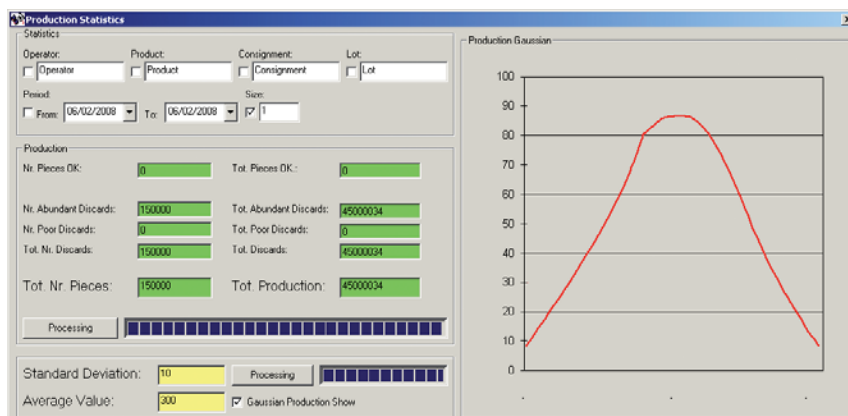 Production Statistics
Statistics
Operator: Product: Consignment: Lot:
Operator Product Consignment Lot
Period: Size:
From: 06/02/2008 To: 06/02/2008 1
Production
Nr. Pieces OK: 0 Tot. Pieces OK.: 0
Nr. Abundant Discards: 150000 Tot. Abundant Discards: 45000034
Nr. Poor Discards: 0 Tot. Poor Discards: 0
Tot. Nr. Discards: 150000 Tot. Discards: 45000034
Tot. Nr. Pieces: 150000 Tot. Production: 45000034
Processing
Standard Deviation: 10 Processing
Average Value: 300 Gaussian Production Show
Production Gaussian
100
90
80
70
60
50
40
30
20
10
0